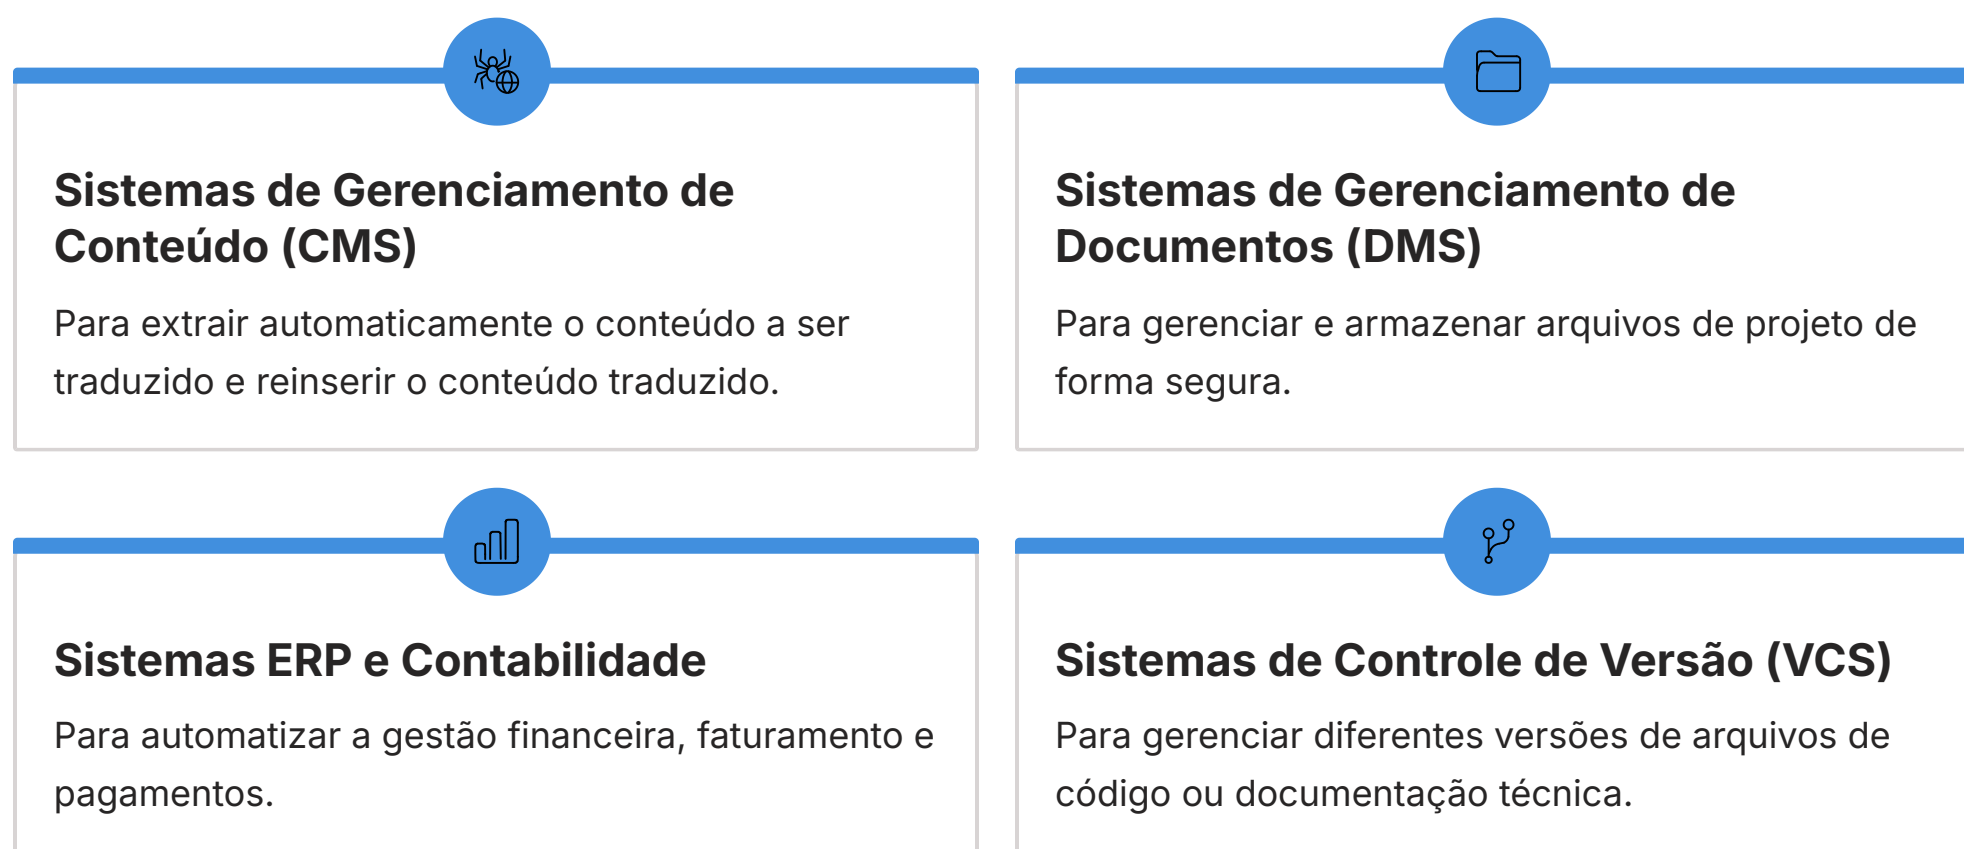 Sistemas de Gerenciamento de
Conteúdo (CMS)
Para extrair automaticamente o conteúdo a ser
traduzido e reinserir o conteúdo traduzido.
Sistemas de Gerenciamento de
Documentos (DMS)
Para gerenciar e armazenar arquivos de projeto de
forma segura.
Sistemas ERP e Contabilidade
Para automatizar a gestão financeira, faturamento e
pagamentos.
Sistemas de Controle de Versão (VCS)
Para gerenciar diferentes versões de arquivos de
código ou documentação técnica.